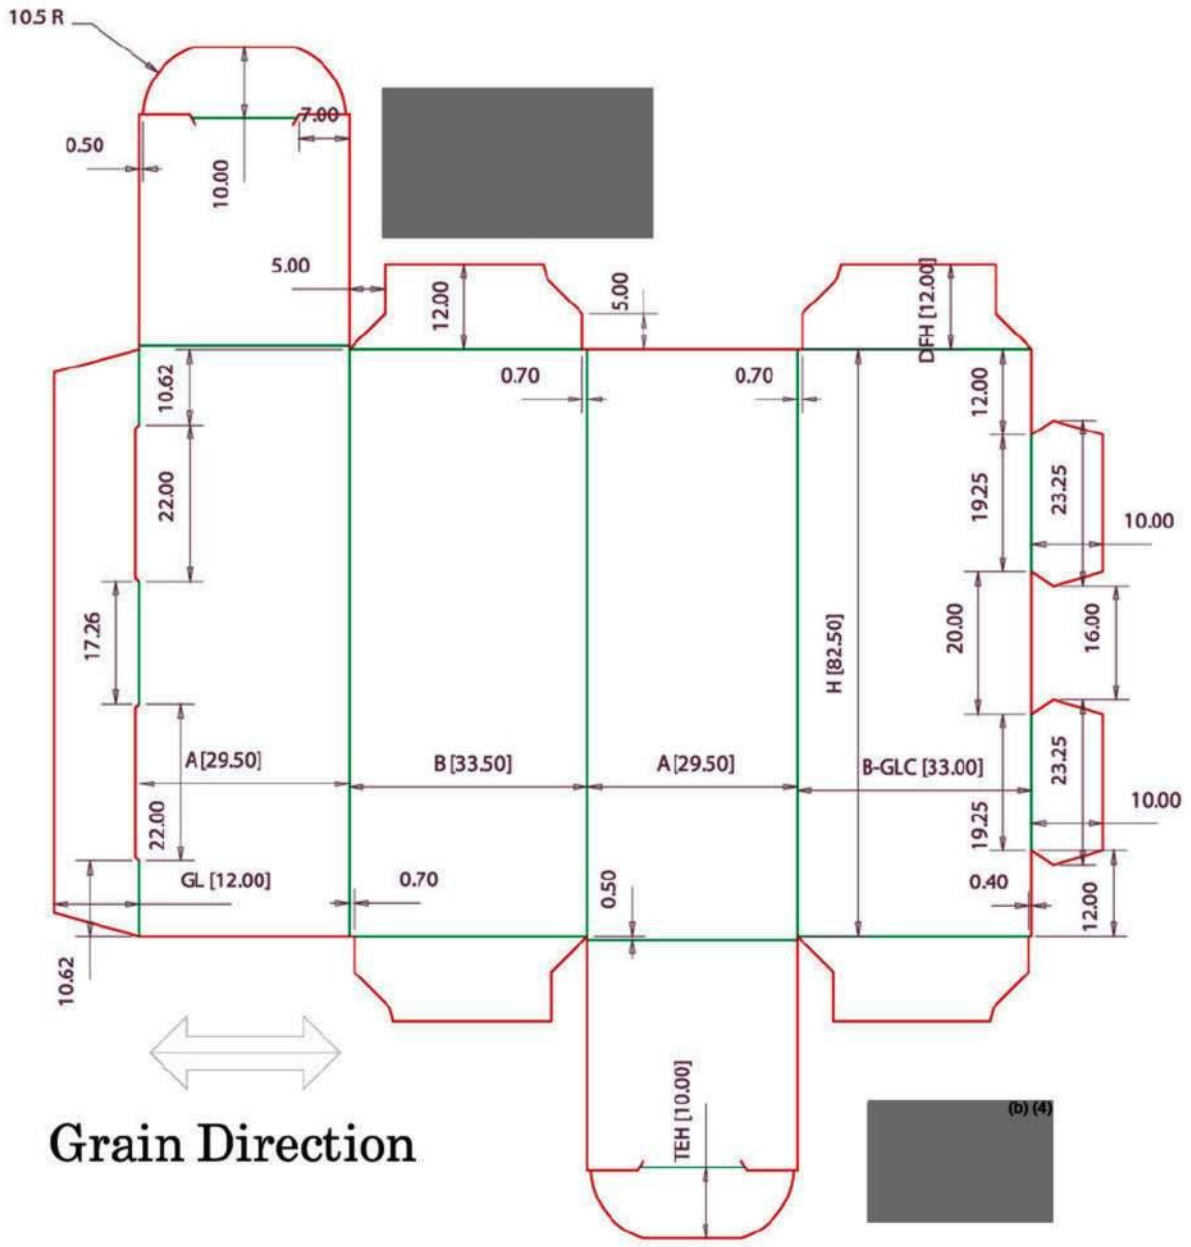 10.5 R
7.00
0.50
10.00
5.00
12.00
5.00
DFH [12.00]
10.62
0.70
0.70
12.00
22.00
19.25
23.25
10.00
17.26
H [82.50]
20.00
16.00
A [29.50]
B [33.50]
A [29.50]
B-GLC [33.00]
23.25
10.00
22.00
19.25
GL [12.00]
0.70
0.50
0.40
12.00
10.62
TEH [10.00]
(b) (4)
Grain Direction